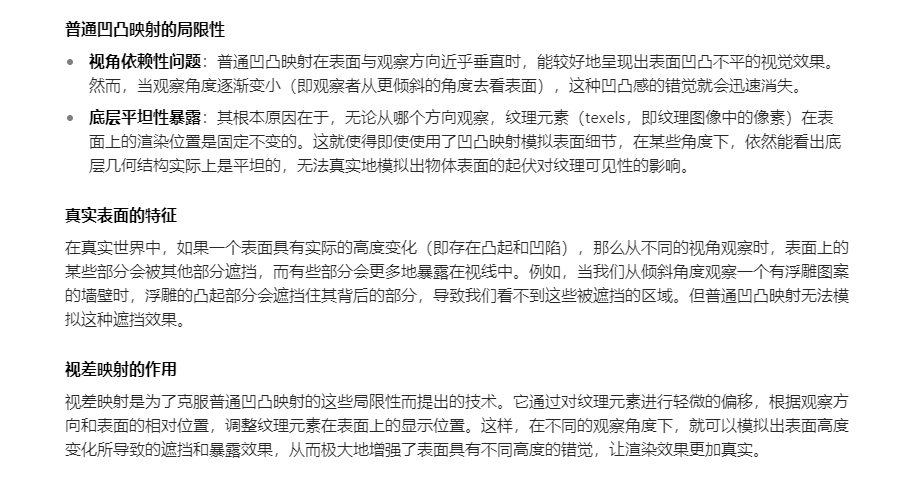 普通凹凸映射的局限性
• 视角依赖性问题：普通凹凸映射在表面与观察方向近乎垂直时，能较好地呈现出表面凹凸不平的视觉效果。
然而，当观察角度逐渐变小（即观察者从更倾斜的角度去看表面），这种凹凸感的错觉就会迅速消失。
• 底层平坦性暴露：其根本原因在于，无论从哪个方向观察，纹理元素（texels，即纹理图像中的像素）在表
面上的渲染位置是固定不变的。这就使得即使使用了凹凸映射模拟表面细节，在某些角度下，依然能看出底
层几何结构实际上是平坦的，无法真实地模拟出物体表面的起伏对纹理可见性的影响。
真实表面的特征
在真实世界中，如果一个表面具有实际的高度变化（即存在凸起和凹陷），那么从不同的视角观察时，表面上的
某些部分会被其他部分遮挡，而有些部分会更多地暴露在视线中。例如，当我们从倾斜角度观察一个有浮雕图案
的墙壁时，浮雕的凸起部分会遮挡住其背后的部分，导致我们看不到这些被遮挡的区域。但普通凹凸映射无法模
拟这种遮挡效果。
视差映射的作用
视差映射是为了克服普通凹凸映射的这些局限性而提出的技术。它通过对纹理元素进行轻微的偏移，根据观察方
向和表面的相对位置，调整纹理元素在表面上的显示位置。这样，在不同的观察角度下，就可以模拟出表面高度
变化所导致的遮挡和暴露效果，从而极大地增强了表面具有不同高度的错觉，让渲染效果更加真实。